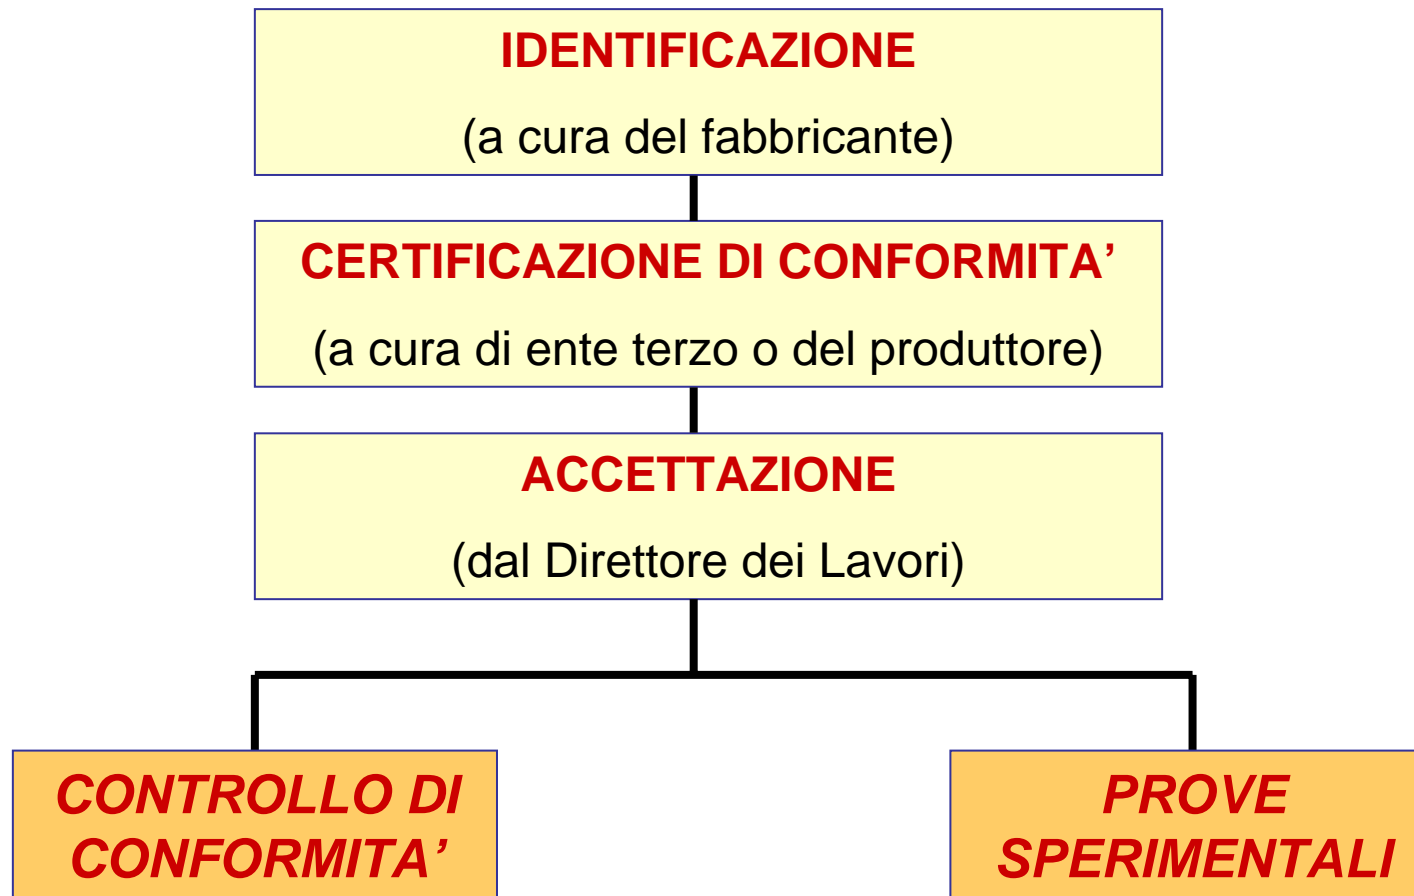 IDENTIFICAZIONE
(a cura del fabbricante)
CERTIFICAZIONE DI CONFORMITA’
(a cura di ente terzo o del produttore)
ACCETTAZIONE
(dal Direttore dei Lavori)
CONTROLLO DI
CONFORMITA’
PROVE
SPERIMENTALI